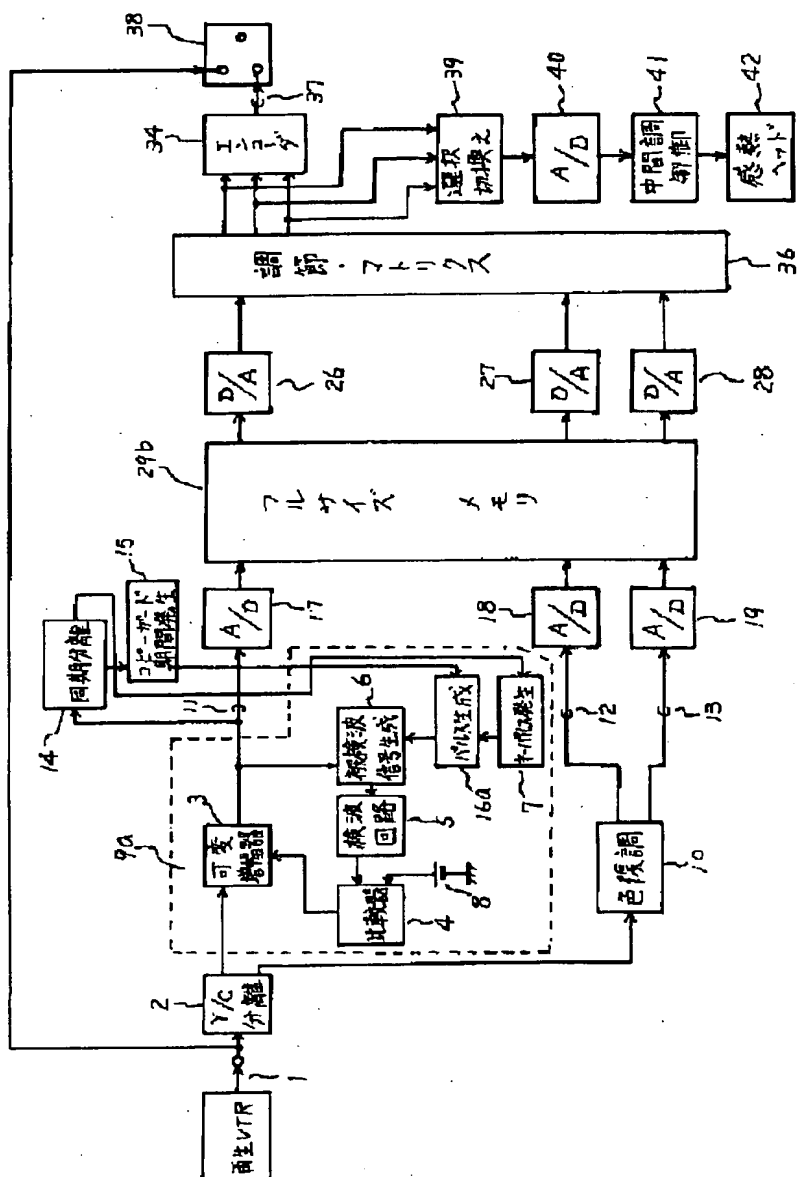 再生VTR
1
2
Y/C
分離
9a
3
可変
増幅器
4
比較器
8
検波
回路
5
被検波
信号生成
6
パルス生成
16a
キーパルス発生
7
色復調
10
11
12
13
14
同期分離
15
コピーガード
期間発生
A/D
17
A/D
18
A/D
19
29b
フルサイズ メモリ
D/A
26
D/A
27
D/A
28
調節・マトリクス
36
34
エンコーダ
37
38
39
選択
切換え
40
A/D
41
中間調
制御
42
感熱
ヘッド